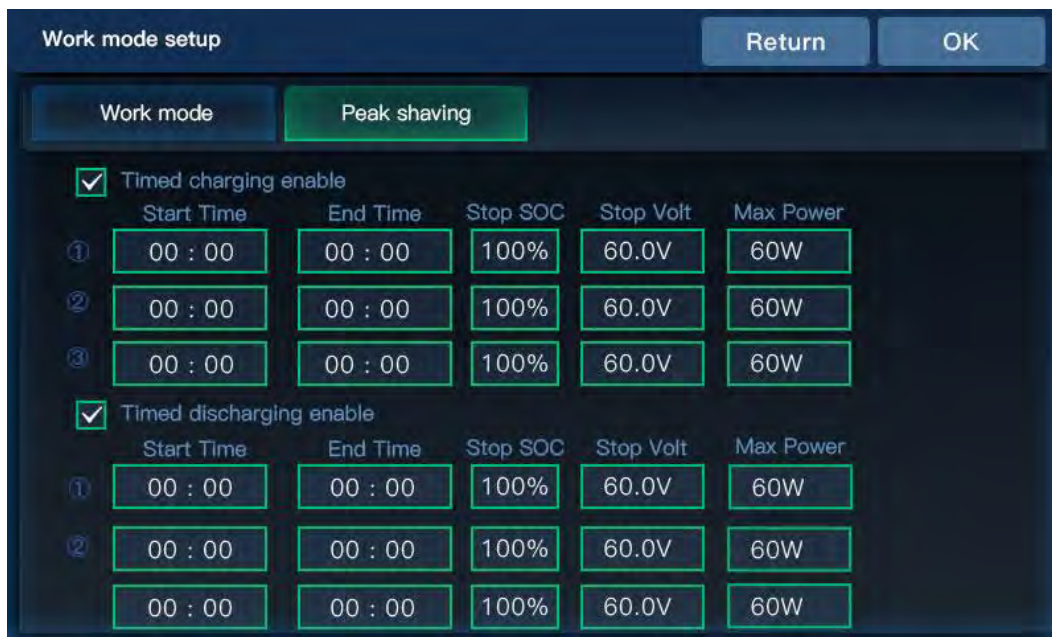 Work mode setup Return OK
Work mode Peak shaving
Timed charging enable
Start Time End Time Stop SOC Stop Volt Max Power
① 00 : 00 00 : 00 100% 60.0V 60W
② 00 : 00 00 : 00 100% 60.0V 60W
③ 00 : 00 00 : 00 100% 60.0V 60W
Timed discharging enable
Start Time End Time Stop SOC Stop Volt Max Power
① 00 : 00 00 : 00 100% 60.0V 60W
② 00 : 00 00 : 00 100% 60.0V 60W
00 : 00 00 : 00 100% 60.0V 60W